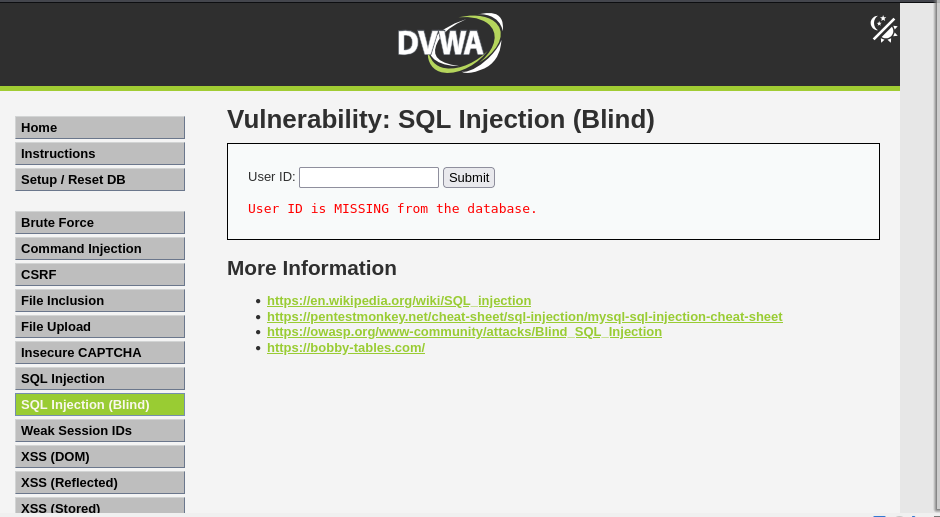 DVWA
Vulnerability: SQL Injection (Blind)
Home
Instructions
Setup / Reset DB
Brute Force
Command Injection
CSRF
File Inclusion
File Upload
Insecure CAPTCHA
SQL Injection
SQL Injection (Blind)
Weak Session IDs
XSS (DOM)
XSS (Reflected)
XSS (Stored)
User ID: Submit
User ID is MISSING from the database.
More Information
https://en.wikipedia.org/wiki/SQL_injection
https://pentestmonkey.net/cheat-sheet/sql-injection/mysql-sql-injection-cheat-sheet
https://owasp.org/www-community/attacks/Blind_SQL_Injection
https://bobby-tables.com/